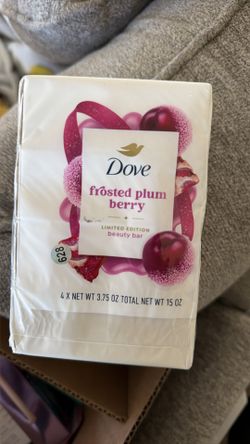 Dove
frosted plum
berry
LIMITED EDITION
beauty bar
628
4 X NET WT 3.75 OZ TOTAL NET WT 15 OZ